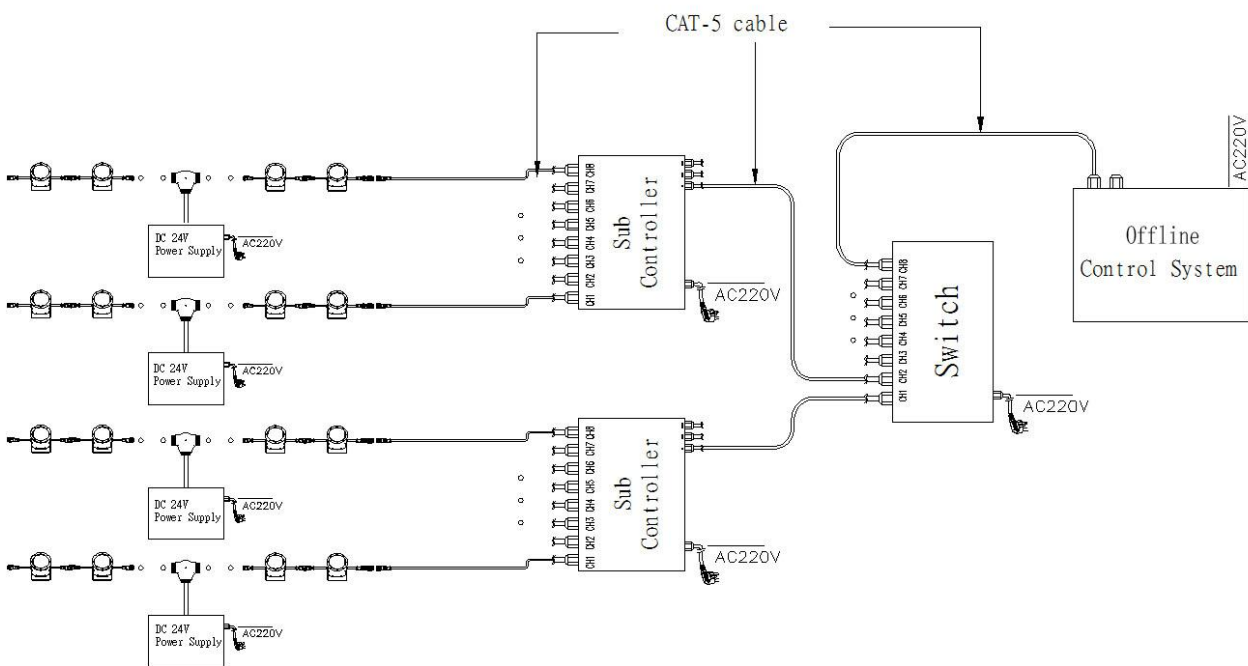 CAT-5 cable
AC220V
CH8
CH7
CH6
CH5
CH4
CH3
CH2
CH1
Sub
Controller
AC220V
DC 24V
Power Supply
AC220V
DC 24V
Power Supply
AC220V
Offline
Control System
CH8
CH7
CH6
CH5
CH4
CH3
CH2
CH1
Switch
AC220V
CH8
CH7
CH6
CH5
CH4
CH3
CH2
CH1
Sub
Controller
AC220V
DC 24V
Power Supply
AC220V
DC 24V
Power Supply
AC220V